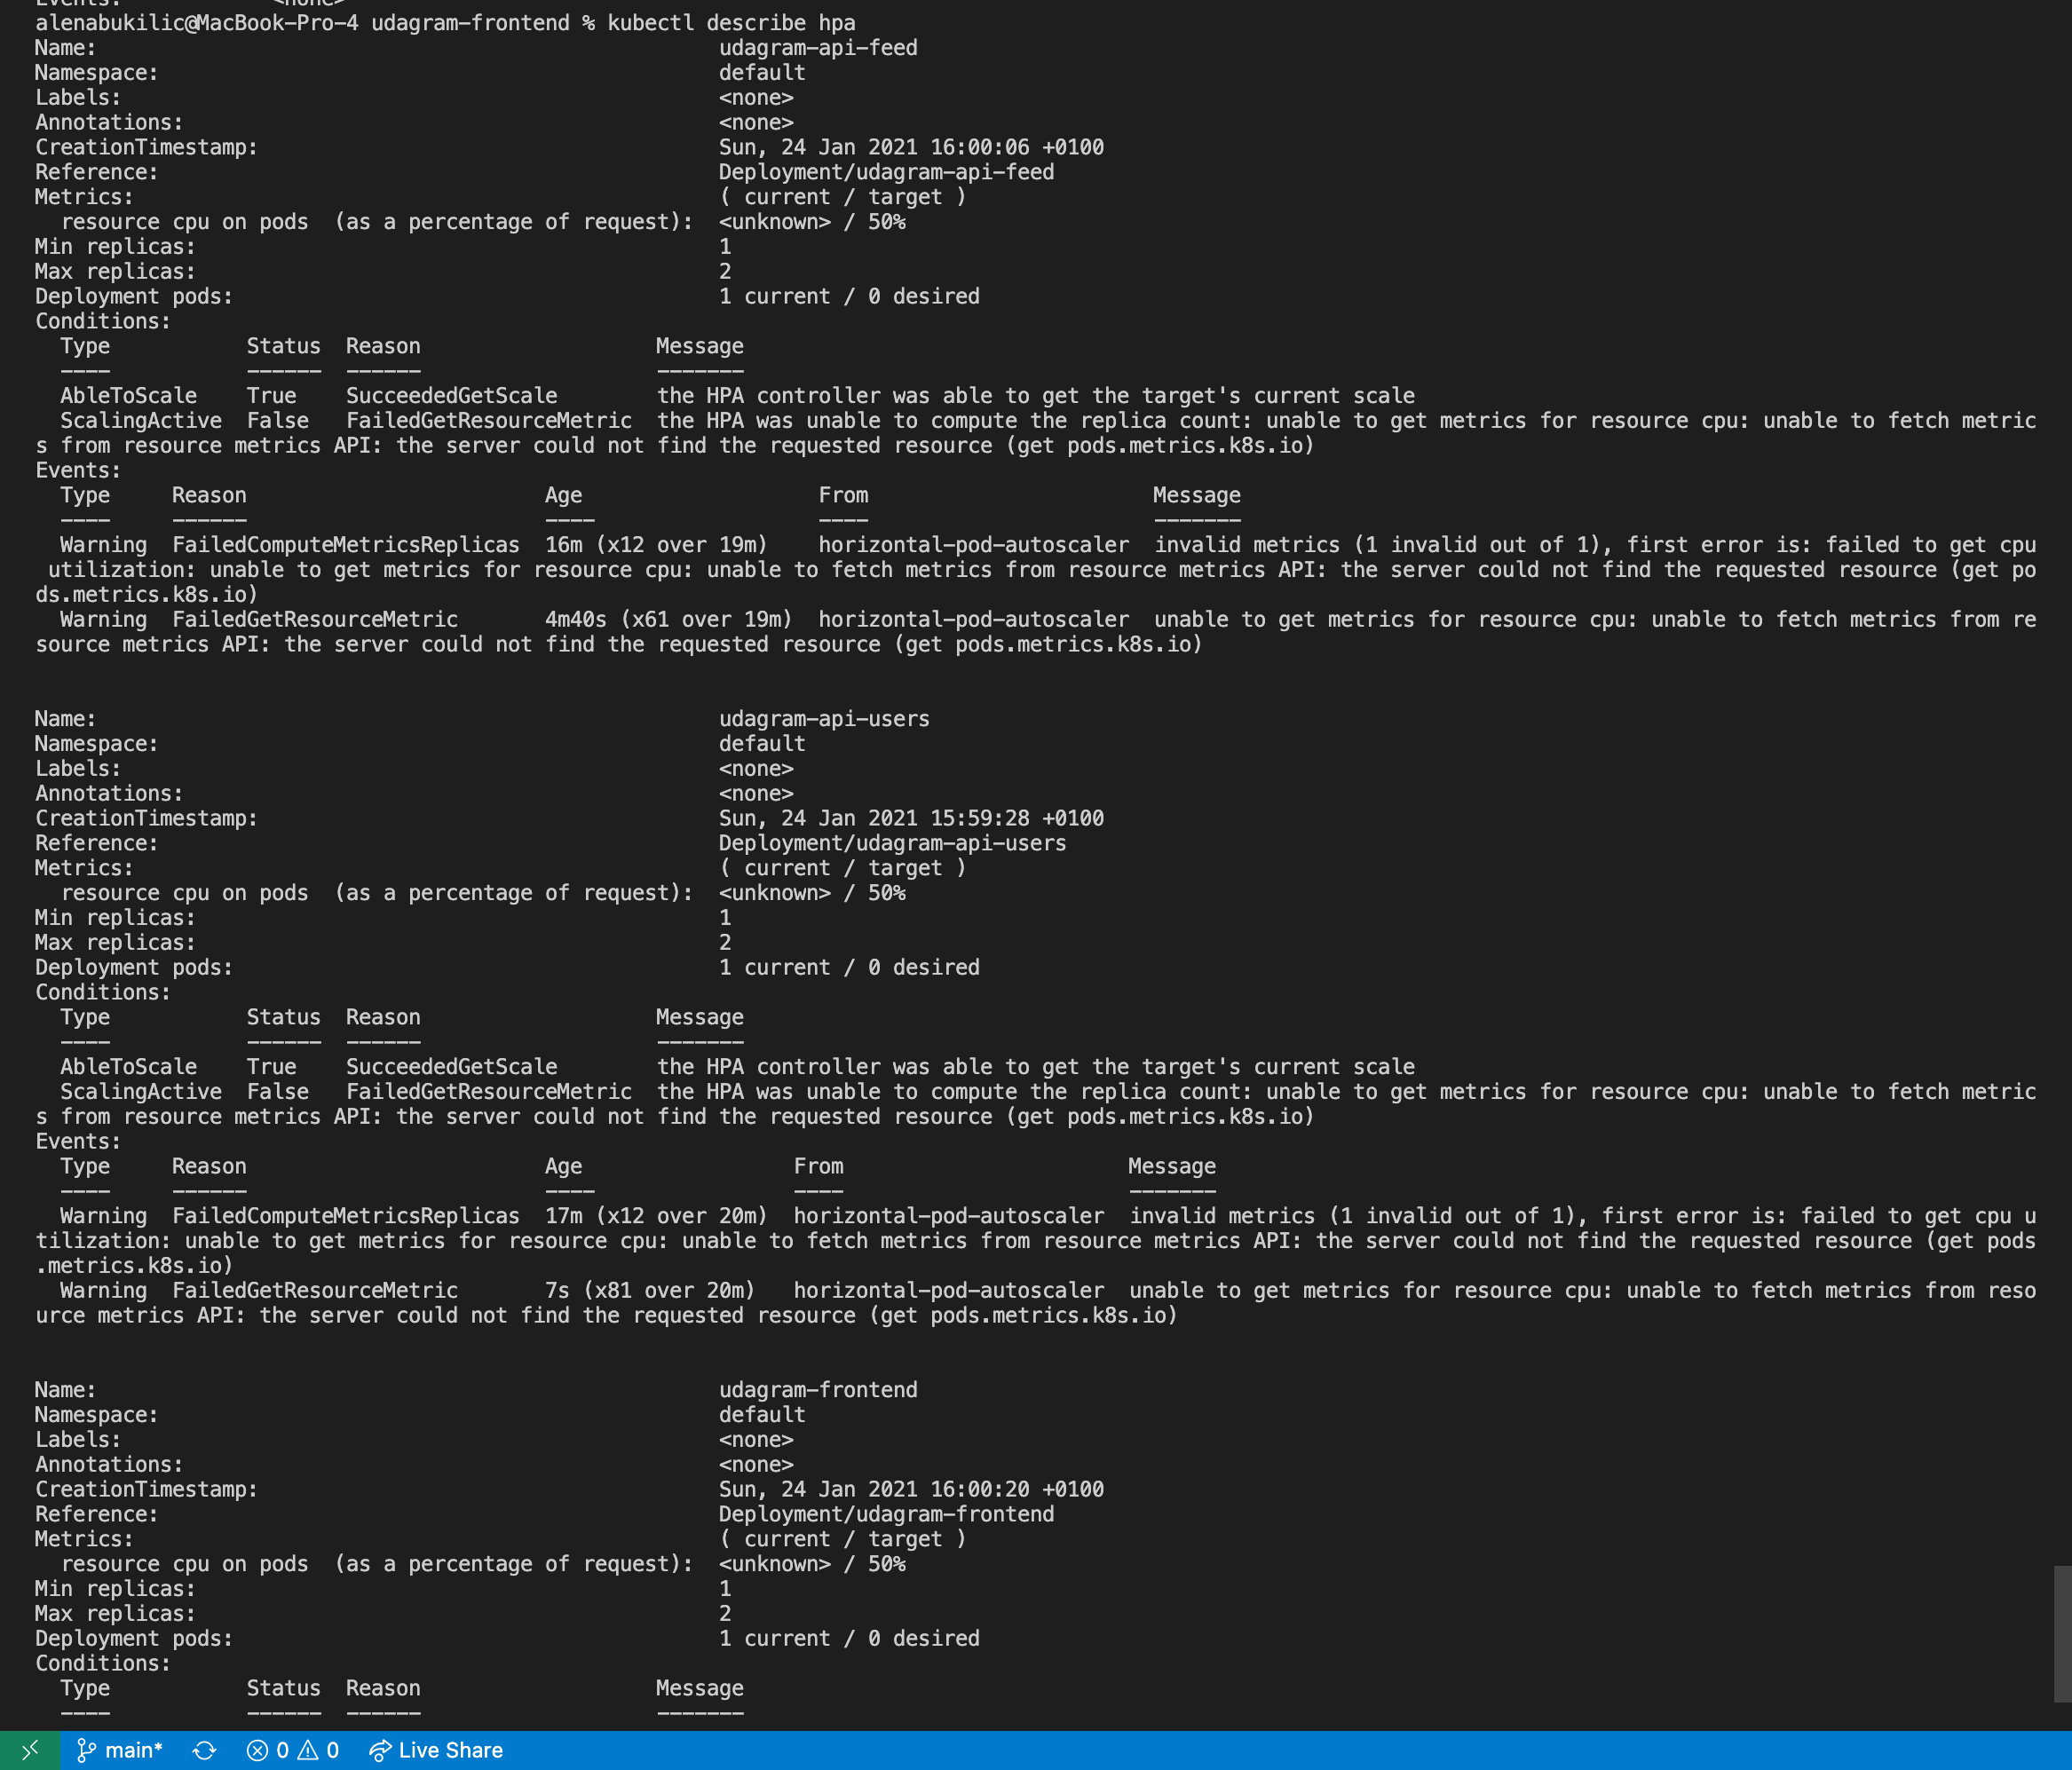 Events:          <none>
alenabukilic@MacBook-Pro-4 udagram-frontend % kubectl describe hpa
Name:                                                  udagram-api-feed
Namespace:                                             default
Labels:                                                <none>
Annotations:                                           <none>
CreationTimestamp:                                     Sun, 24 Jan 2021 16:00:06 +0100
Reference:                                             Deployment/udagram-api-feed
Metrics:                                               ( current / target )
  resource cpu on pods  (as a percentage of request):  <unknown> / 50%
Min replicas:                                          1
Max replicas:                                          2
Deployment pods:                                       1 current / 0 desired
Conditions:
  Type           Status  Reason                   Message
  ----           ------  ------                   -------
  AbleToScale    True    SucceededGetScale        the HPA controller was able to get the target's current scale
  ScalingActive  False   FailedGetResourceMetric  the HPA was unable to compute the replica count: unable to get metrics for resource cpu: unable to fetch metric
s from resource metrics API: the server could not find the requested resource (get pods.metrics.k8s.io)
Events:
  Type     Reason                        Age                   From                       Message
  ----     ------                        ----                  ----                       -------
  Warning  FailedComputeMetricsReplicas  16m (x12 over 19m)    horizontal-pod-autoscaler  invalid metrics (1 invalid out of 1), first error is: failed to get cpu
 utilization: unable to get metrics for resource cpu: unable to fetch metrics from resource metrics API: the server could not find the requested resource (get po
ds.metrics.k8s.io)
  Warning  FailedGetResourceMetric       4m40s (x61 over 19m)  horizontal-pod-autoscaler  unable to get metrics for resource cpu: unable to fetch metrics from re
source metrics API: the server could not find the requested resource (get pods.metrics.k8s.io)
Name:                                                  udagram-api-users
Namespace:                                             default
Labels:                                                <none>
Annotations:                                           <none>
CreationTimestamp:                                     Sun, 24 Jan 2021 15:59:28 +0100
Reference:                                             Deployment/udagram-api-users
Metrics:                                               ( current / target )
  resource cpu on pods  (as a percentage of request):  <unknown> / 50%
Min replicas:                                          1
Max replicas:                                          2
Deployment pods:                                       1 current / 0 desired
Conditions:
  Type           Status  Reason                   Message
  ----           ------  ------                   -------
  AbleToScale    True    SucceededGetScale        the HPA controller was able to get the target's current scale
  ScalingActive  False   FailedGetResourceMetric  the HPA was unable to compute the replica count: unable to get metrics for resource cpu: unable to fetch metric
s from resource metrics API: the server could not find the requested resource (get pods.metrics.k8s.io)
Events:
  Type     Reason                        Age                 From                       Message
  ----     ------                        ----                ----                       -------
  Warning  FailedComputeMetricsReplicas  17m (x12 over 20m)  horizontal-pod-autoscaler  invalid metrics (1 invalid out of 1), first error is: failed to get cpu u
tilization: unable to get metrics for resource cpu: unable to fetch metrics from resource metrics API: the server could not find the requested resource (get pods
.metrics.k8s.io)
  Warning  FailedGetResourceMetric       7s (x81 over 20m)   horizontal-pod-autoscaler  unable to get metrics for resource cpu: unable to fetch metrics from reso
urce metrics API: the server could not find the requested resource (get pods.metrics.k8s.io)
Name:                                                  udagram-frontend
Namespace:                                             default
Labels:                                                <none>
Annotations:                                           <none>
CreationTimestamp:                                     Sun, 24 Jan 2021 16:00:20 +0100
Reference:                                             Deployment/udagram-frontend
Metrics:                                               ( current / target )
  resource cpu on pods  (as a percentage of request):  <unknown> / 50%
Min replicas:                                          1
Max replicas:                                          2
Deployment pods:                                       1 current / 0 desired
Conditions:
  Type           Status  Reason                   Message
  ----           ------  ------                   -------
main* 0 0 Live Share